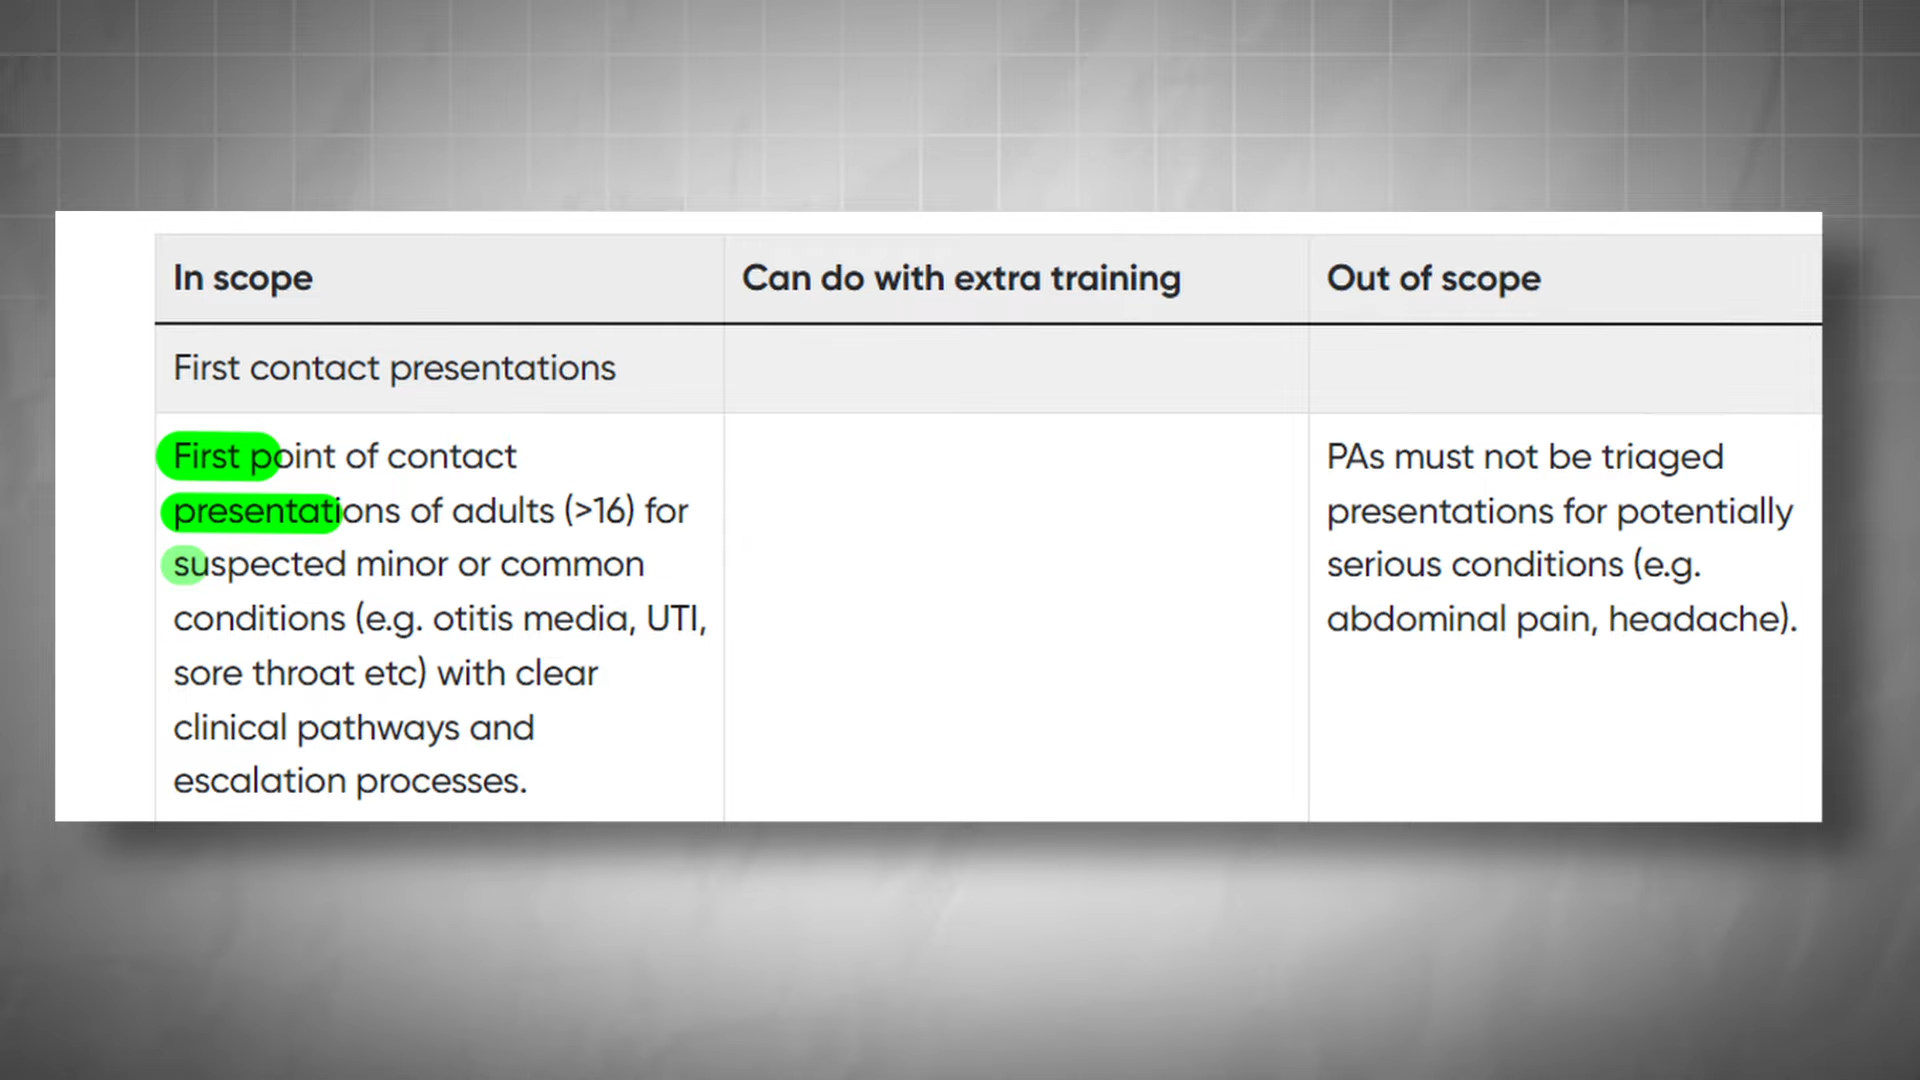 In scope
Can do with extra training
Out of scope
First contact presentations
First point of contact
presentations of adults (>16) for
suspected minor or common
conditions (e.g. otitis media, UTI,
sore throat etc) with clear
clinical pathways and
escalation processes.
PAs must not be triaged
presentations for potentially
serious conditions (e.g.
abdominal pain, headache).